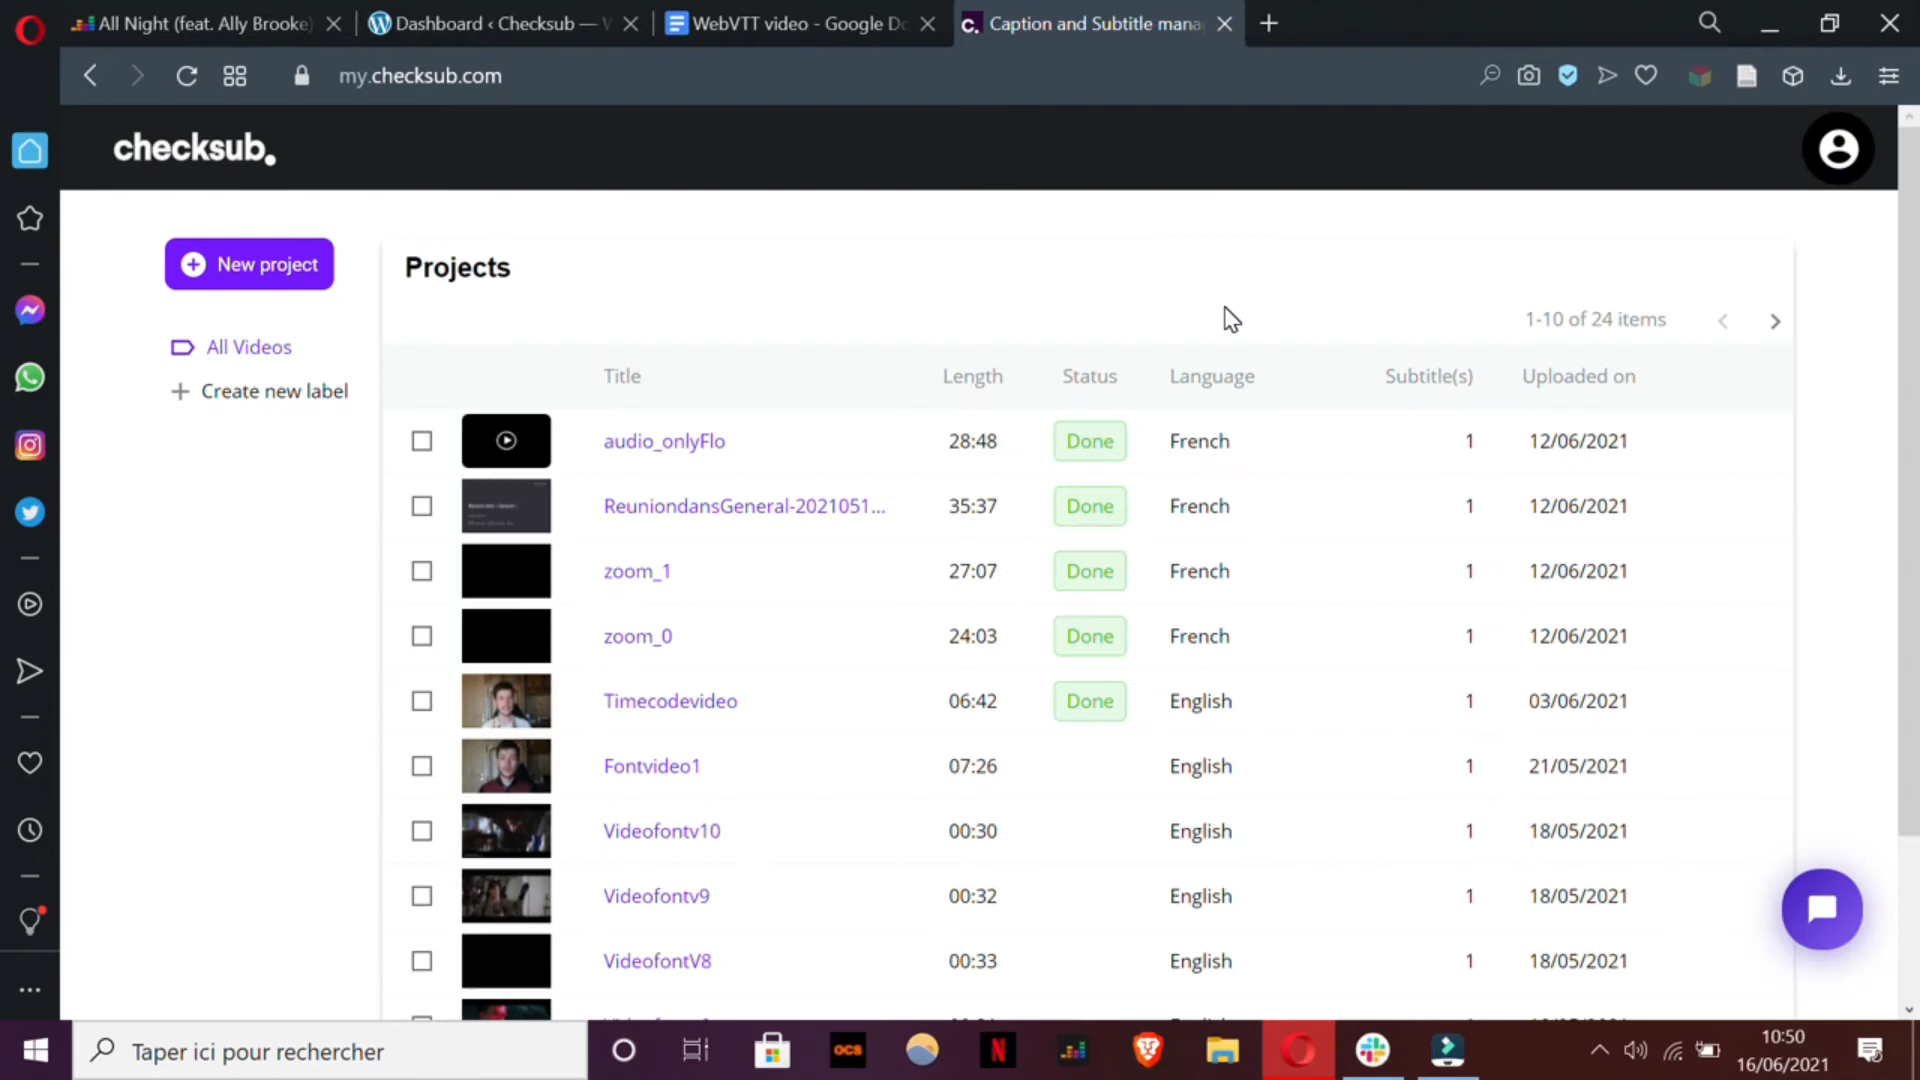 All Night (feat. Ally Brooke)
Dashboard ‹ Checksub —
WebVTT video - Google Do
c. Caption and Subtitle mana
my.checksub.com
checksub.
New project
Projects
1-10 of 24 items
All Videos
Create new label
Title Length Status Language Subtitle(s) Uploaded on
audio_onlyFlo 28:48 Done French 1 12/06/2021
ReuniondansGeneral-2021051... 35:37 Done French 1 12/06/2021
zoom_1 27:07 Done French 1 12/06/2021
zoom_0 24:03 Done French 1 12/06/2021
Timecodevideo 06:42 Done English 1 03/06/2021
Fontvideo1 07:26 English 1 21/05/2021
Videofontv10 00:30 English 1 18/05/2021
Videofontv9 00:32 English 1 18/05/2021
VideofontV8 00:33 English 1 18/05/2021
Taper ici pour rechercher
OCS
N
10:50
16/06/2021